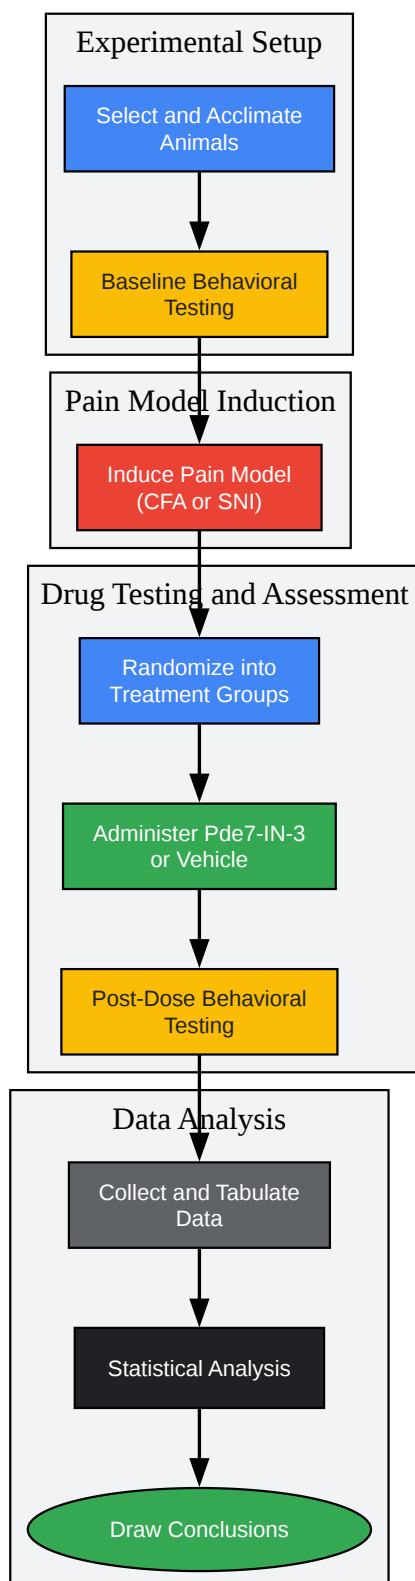 Experimental Setup
Select and Acclimate
Animals
Baseline Behavioral
Testing
Pain Model Induction
Induce Pain Model
(CFA or SNI)
Drug Testing and Assessment
Randomize into
Treatment Groups
Administer Pde7-IN-3
or Vehicle
Post-Dose Behavioral
Testing
Data Analysis
Collect and Tabulate
Data
Statistical Analysis
Draw Conclusions